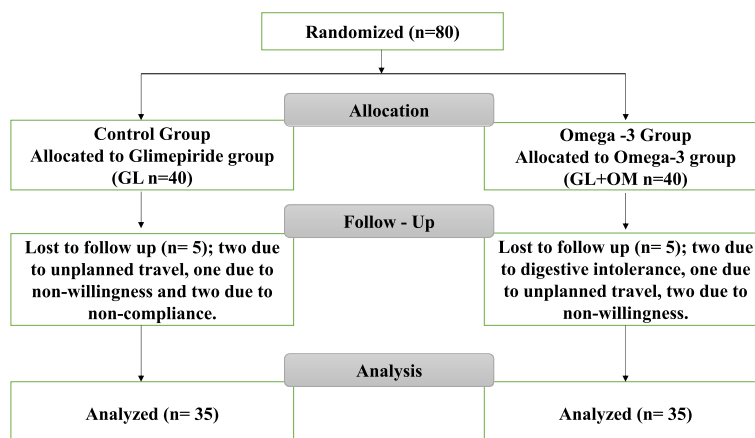 Randomized (n=80)
Allocation
Control Group
Allocated to Glimepiride group
(GL n=40)
Omega -3 Group
Allocated to Omega-3 group
(GL+OM n=40)
Follow - Up
Lost to follow up (n= 5); two due
to unplanned travel, one due to
non-willingness and two due to
non-compliance.
Lost to follow up (n= 5); two due
to digestive intolerance, one due
to unplanned travel, two due to
non-willingness.
Analysis
Analyzed (n= 35)
Analyzed (n= 35)